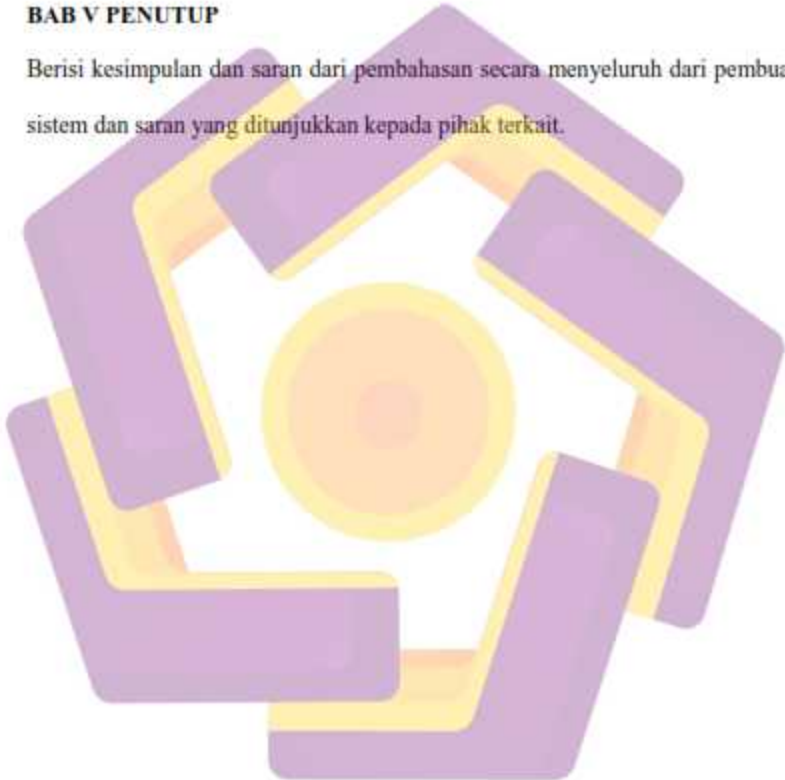 BAB V PENUTUP
Berisi kesimpulan dan saran dari pembahasan secara menyeluruh dari
sistem dan saran yang ditunjukkan kepada pihak terkait.